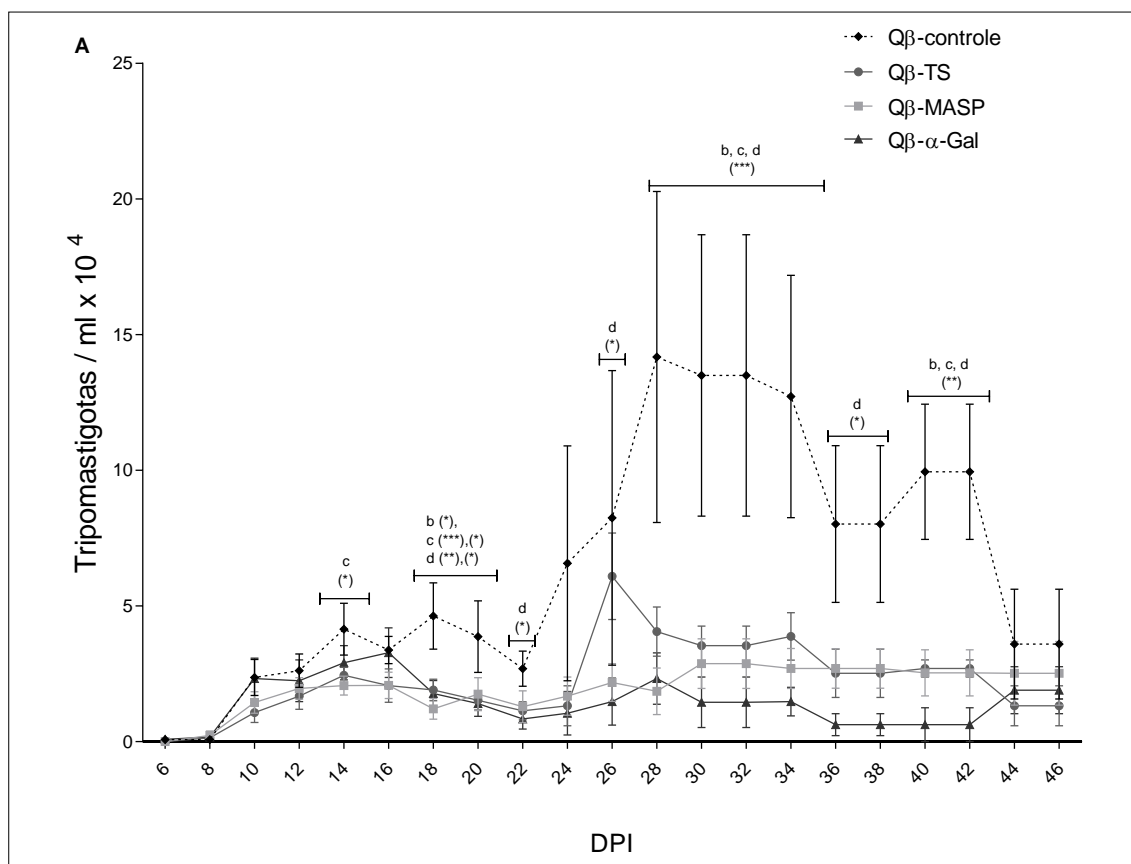 A
Qβ-controle
Qβ-TS
Qβ-MASP
Qβ-α-Gal
Tripomastigotas / ml x 10 4
25
20
15
10
5
0
c
(*)
b (*),
c (***),(*)
d (**),(*)
d
(*)
d
(*)
b, c, d
(***)
d
(*)
b, c, d
(**)
6 8 10 12 14 16 18 20 22 24 26 28 30 32 34 36 38 40 42 44 46
DPI